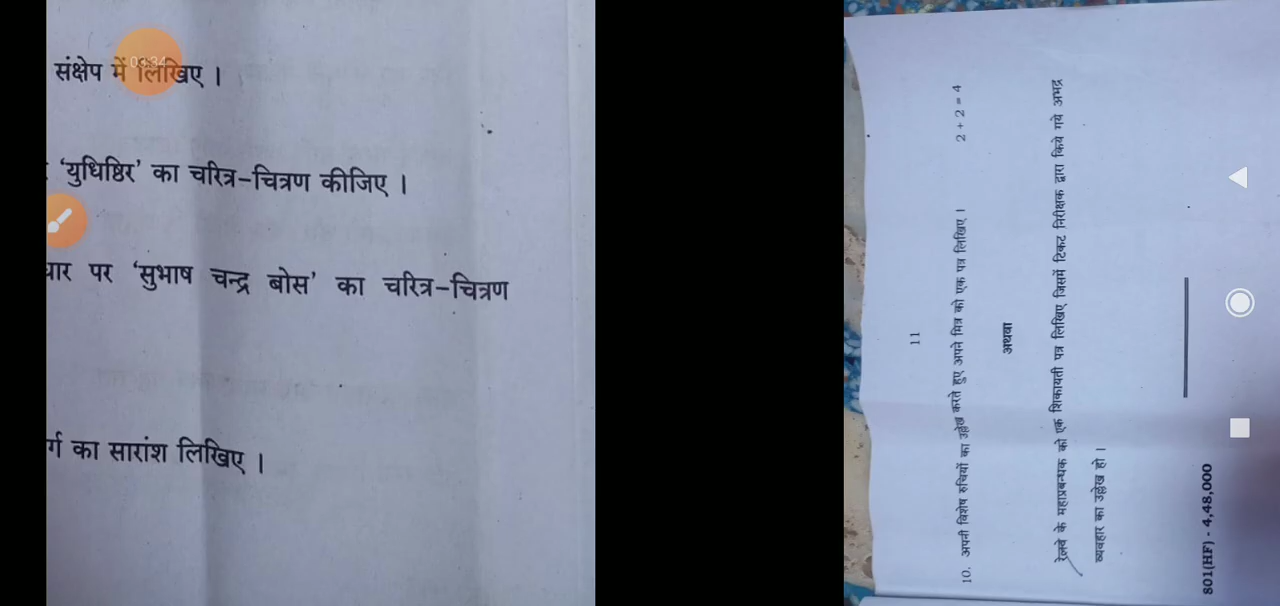 संक्षेप में लिखिए ।
'युधिष्ठिर' का चरित्र-चित्रण कीजिए ।
पर 'सुभाष चन्द्र बोस' का चरित्र-चित्रण
का सारांश लिखिए ।
11
10. अपनी विशेष रुचियों का उल्लेख करते हुए अपने मित्र को एक पत्र लिखिए । 2 + 2 = 4
अथवा
रेलवे के महाप्रबन्धक को एक शिकायती पत्र लिखिए जिसमें टिकट निरीक्षक द्वारा किये गये अभद्र
व्यवहार का उल्लेख हो ।
801(HF) - 4,48,000